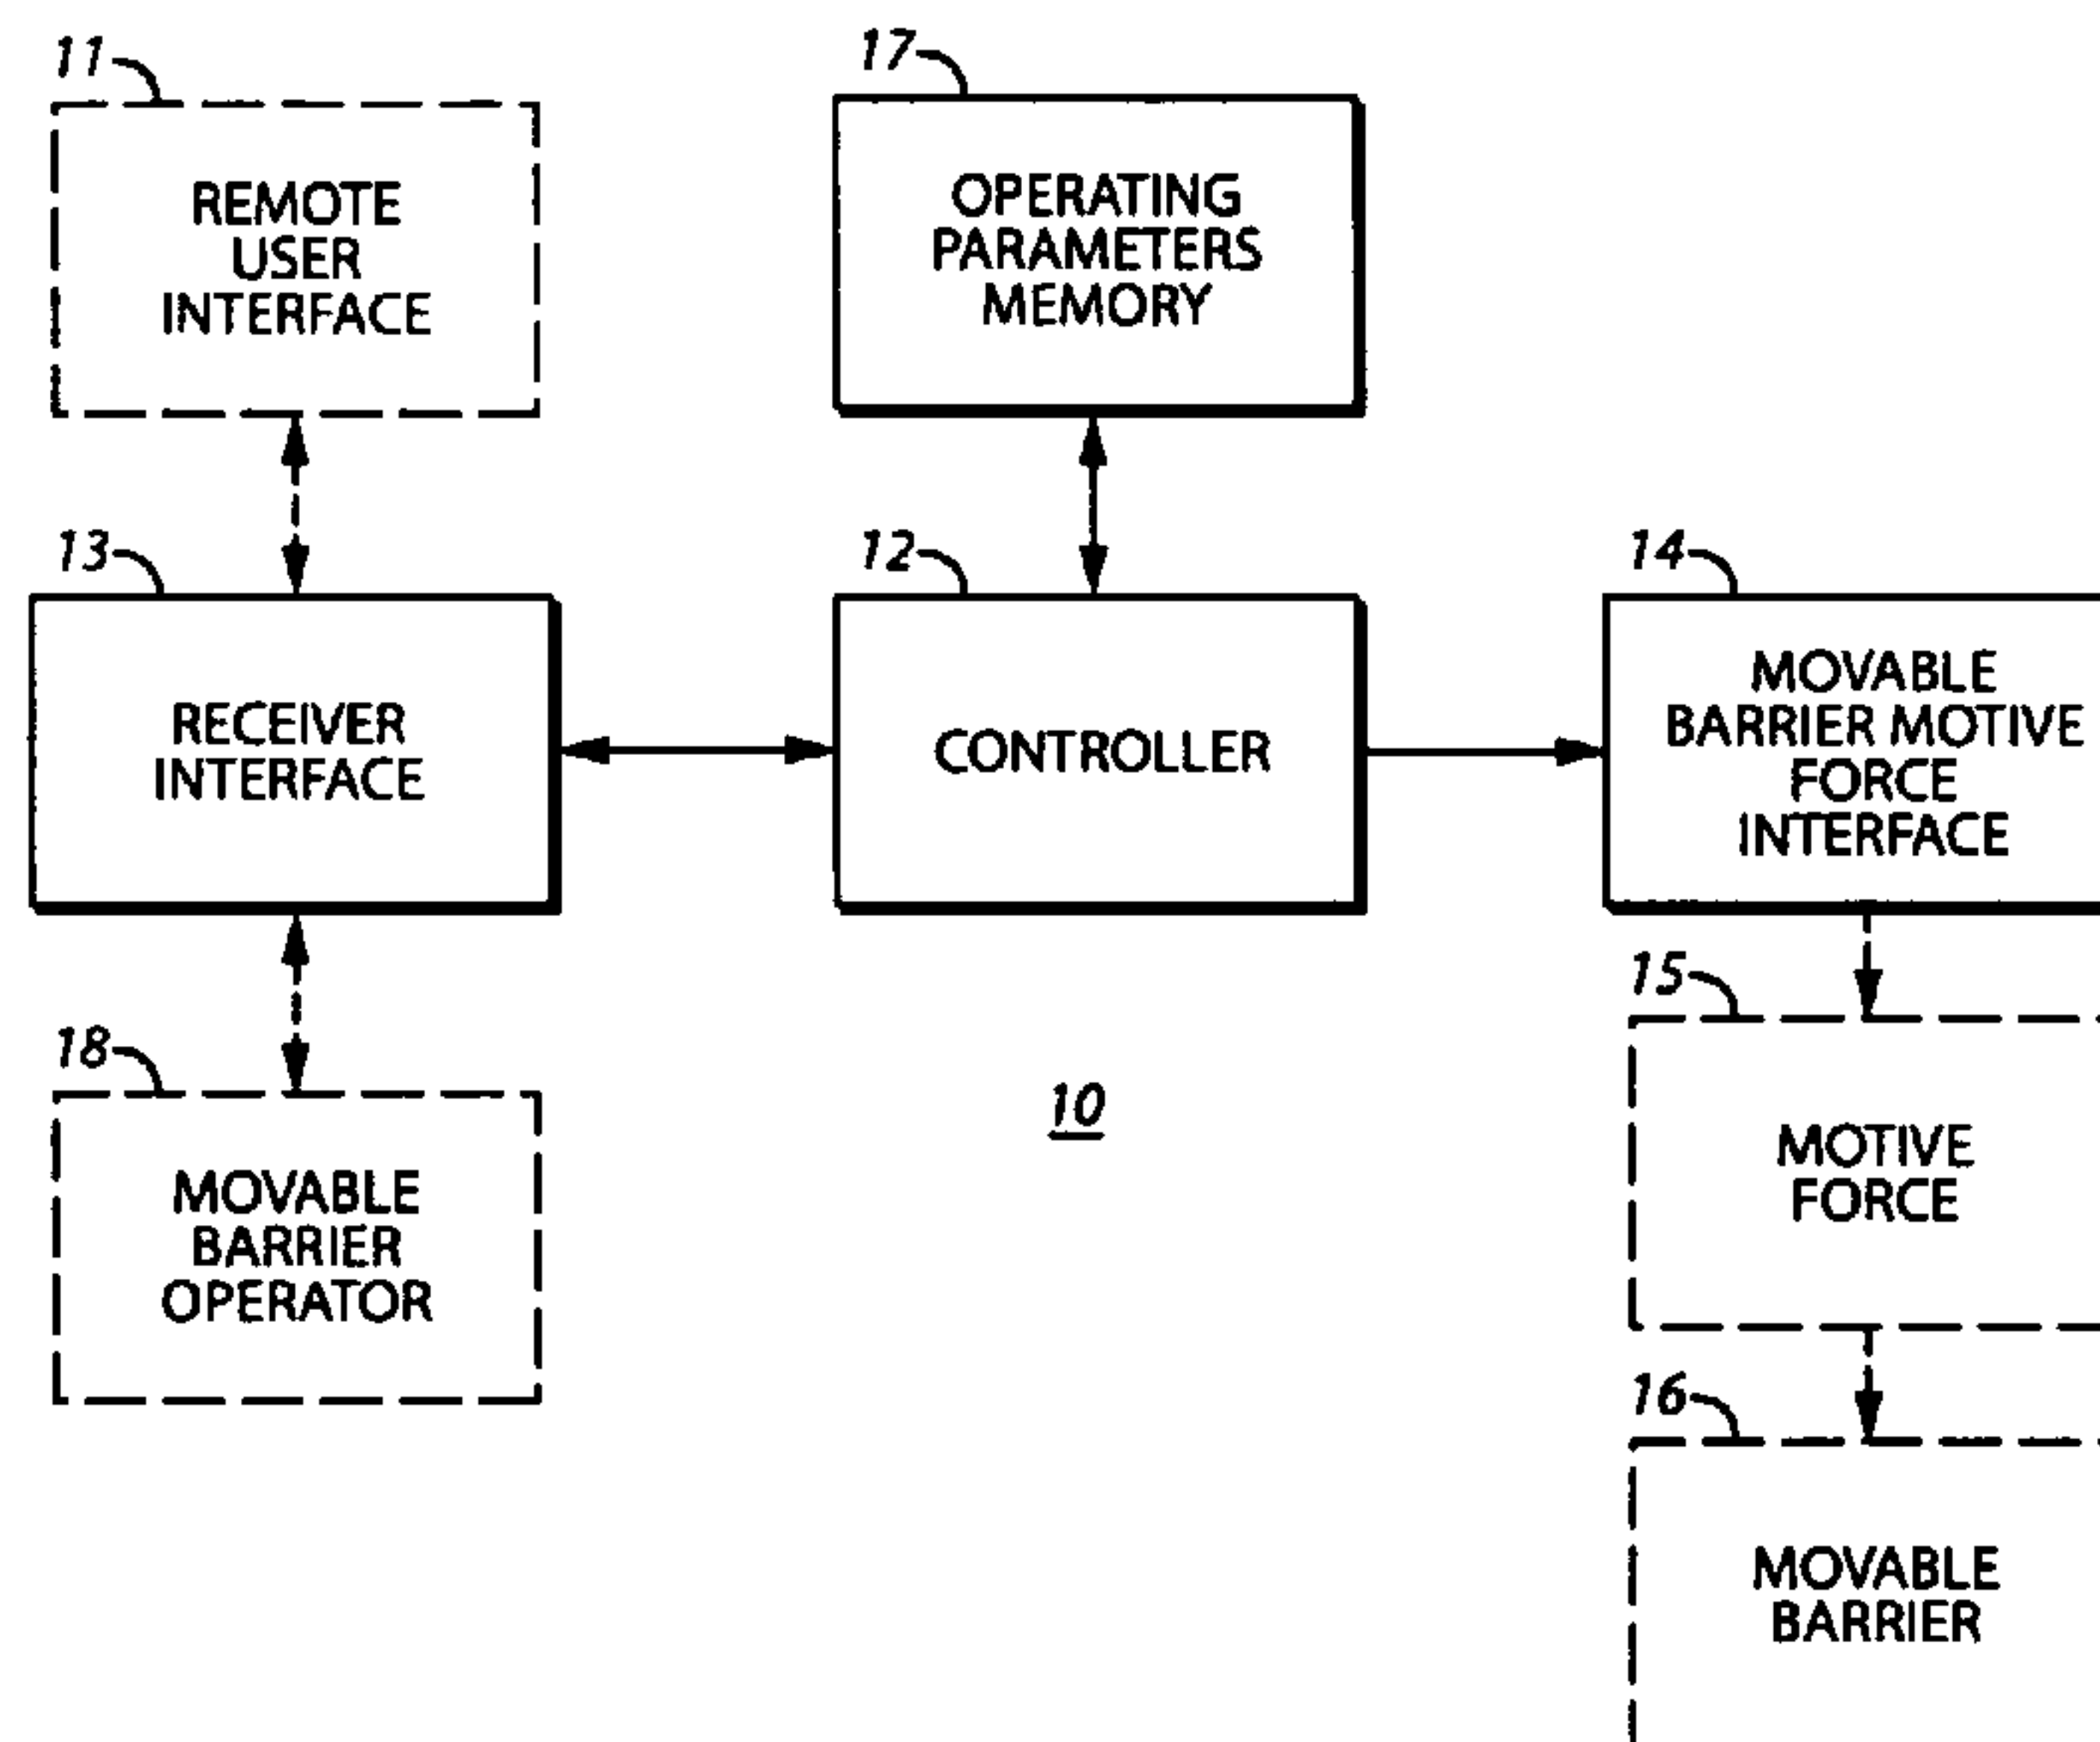 11
REMOTE
USER
INTERFACE
17
OPERATING
PARAMETERS
MEMORY
13
RECEIVER
INTERFACE
12
CONTROLLER
14
MOVABLE
BARRIER MOTIVE
FORCE
INTERFACE
18
MOVABLE
BARRIER
OPERATOR
10
15
MOTIVE
FORCE
16
MOVABLE
BARRIER